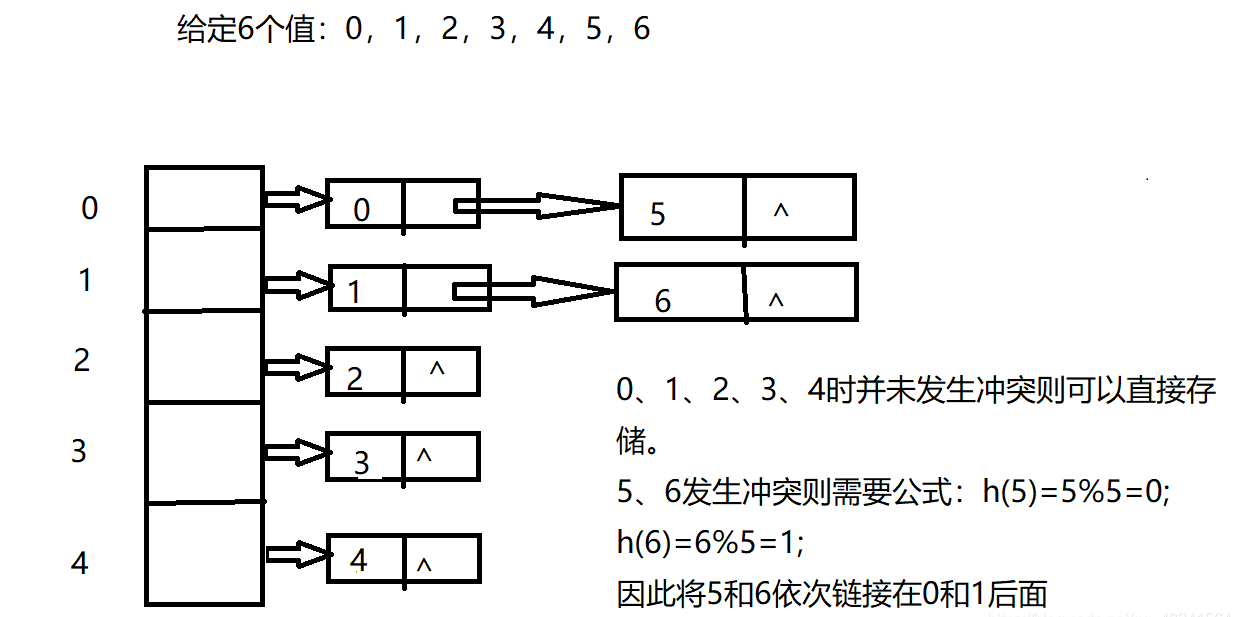 给定6个值：0，1，2，3，4，5，6
0 0 5 ^
1 1 6 ^
2 2 ^
3 3 ^
4 4 ^
0、1、2、3、4时并未发生冲突则可以直接存
储。
5、6发生冲突则需要公式：h(5)=5%5=0;
h(6)=6%5=1;
因此将5和6依次链接在0和1后面